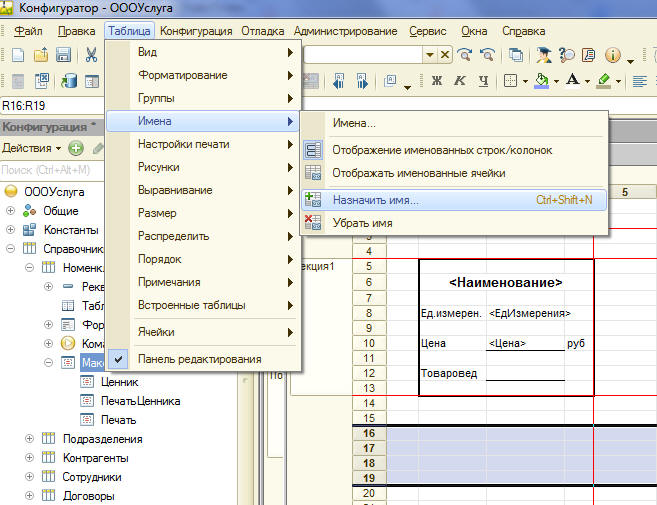 Конфигуратор - ОООУслуга
Файл Правка Таблица Конфигурация Отладка Администрирование Сервис Окна Справка
Вид
Форматирование
Группы
Имена
Настройки печати
Рисунки
Выравнивание
Размер
Распределить
Порядок
Примечания
Встроенные таблицы
Ячейки
Панель редактирования
Имена...
Отображение именованных строк/колонок
Отображать именованные ячейки
Назначить имя... Ctrl+Shift+N
Убрать имя
Ж К Ч А
R16:R19
Конфигурация *
Действия
Поиск (Ctrl+Alt+M)
ОООУслуга
Общие
Константы
Справочник
Номенк
Рекв
Табл
Фор
Кома
Мак
Ценник
ПечатьЦенника
Печать
Подразделения
Контрагенты
Сотрудники
Договоры
По
5
екция1
3
4
5
6 <Наименование>
7
8 Ед.измерен. <ЕдИзмерения>
9
10 Цена <Цена> руб
11
12 Товаровед
13
14
15
16
17
18
19
20